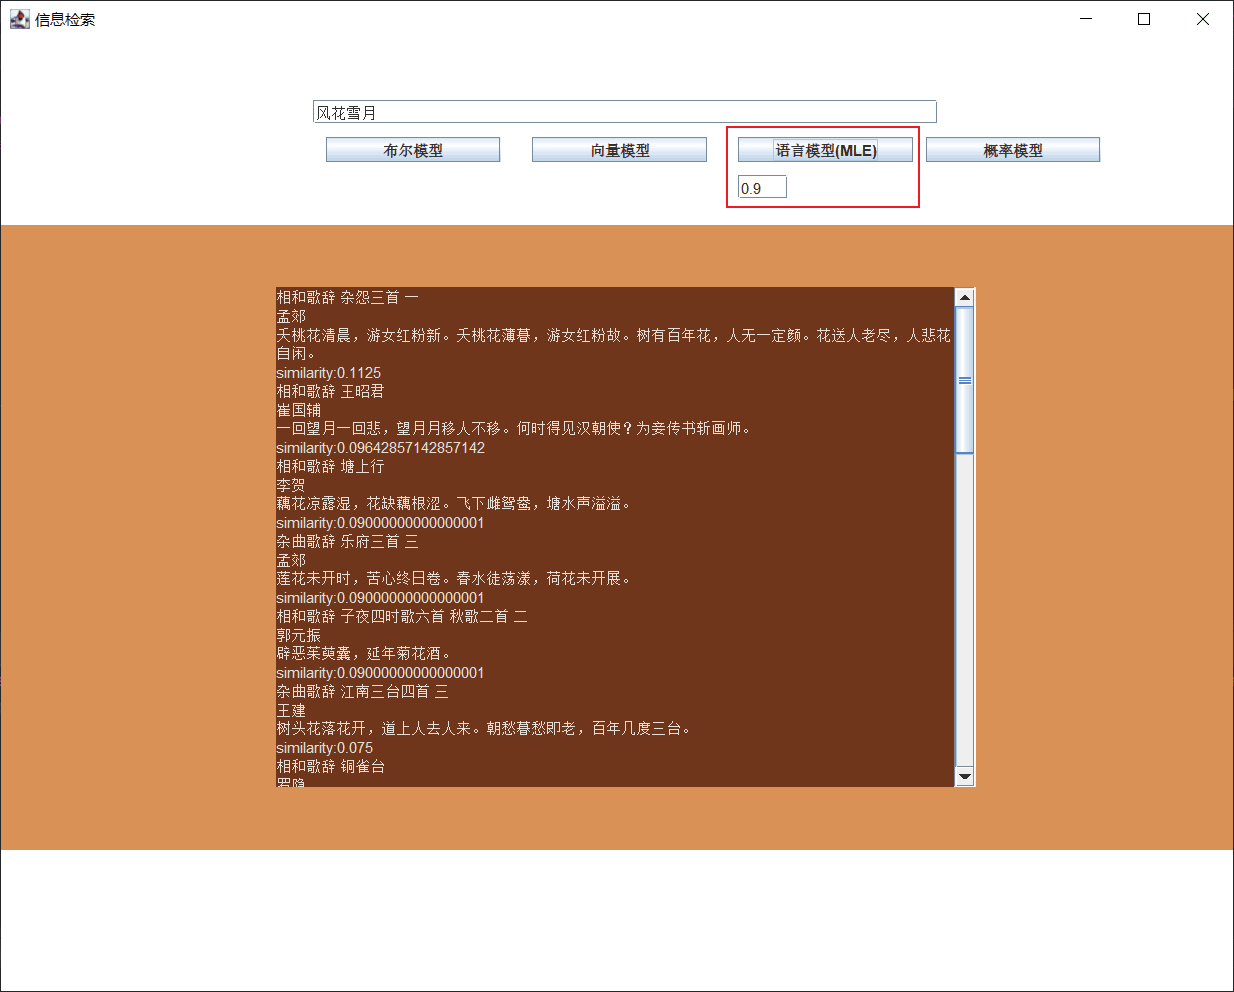 信息检索
风花雪月
布尔模型
向量模型
语言模型(MLE)
概率模型
0.9
相和歌辞 杂怨三首 一
孟郊
夭桃花清晨，游女红粉新。夭桃花薄暮，游女红粉故。树有百年花，人无一定颜。花送人老尽，人悲花
自闲。
similarity:0.1125
相和歌辞 王昭君
崔国辅
一回望月一回悲，望月月移人不移。何时得见汉朝使？为妾传书斩画师。
similarity:0.09642857142857142
相和歌辞 塘上行
李贺
藕花凉露湿，花缺藕根涩。飞下雌鸳鸯，塘水声溢溢。
similarity:0.09000000000000001
杂曲歌辞 乐府三首 三
孟郊
莲花未开时，苦心终日卷。春水徒荡漾，荷花未开展。
similarity:0.09000000000000001
相和歌辞 子夜四时歌六首 秋歌二首 二
郭元振
辟恶茱萸囊，延年菊花酒。
similarity:0.09000000000000001
杂曲歌辞 江南三台四首 三
王建
树头花落花开，道上人去人来。朝愁暮愁即老，百年几度三台。
similarity:0.075
相和歌辞 铜雀台
罗隐